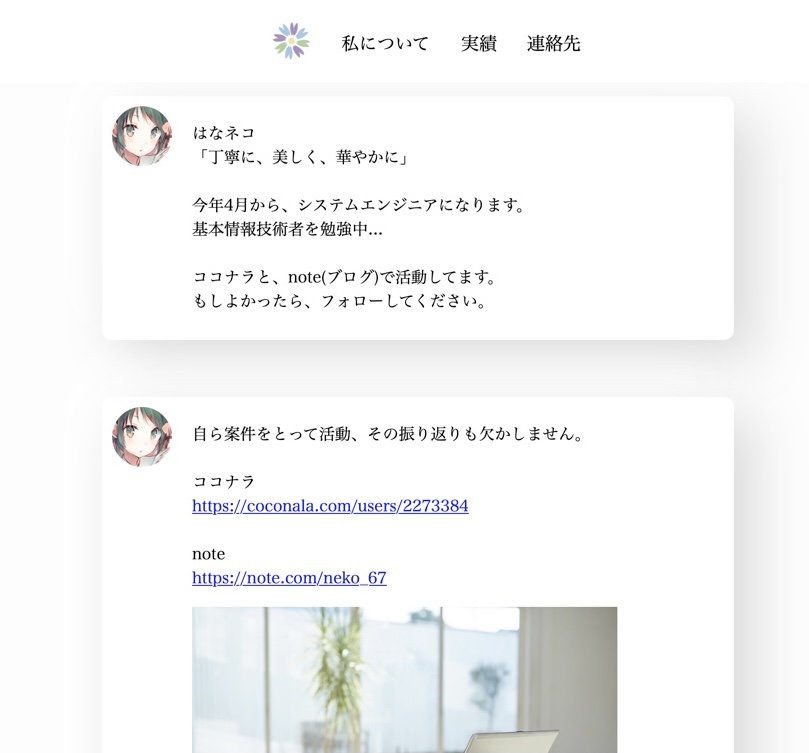 私について
実績
連絡先
はなネコ
「丁寧に、美しく、華やかに」
今年4月から、システムエンジニアになります。
基本情報技術者を勉強中...
ココナラと、note(ブログ)で活動してます。
もしよかったら、フォローしてください。
自ら案件をとって活動、その振り返りも欠かしません。
ココナラ
https://coconala.com/users/2273384
note
https://note.com/neko_67